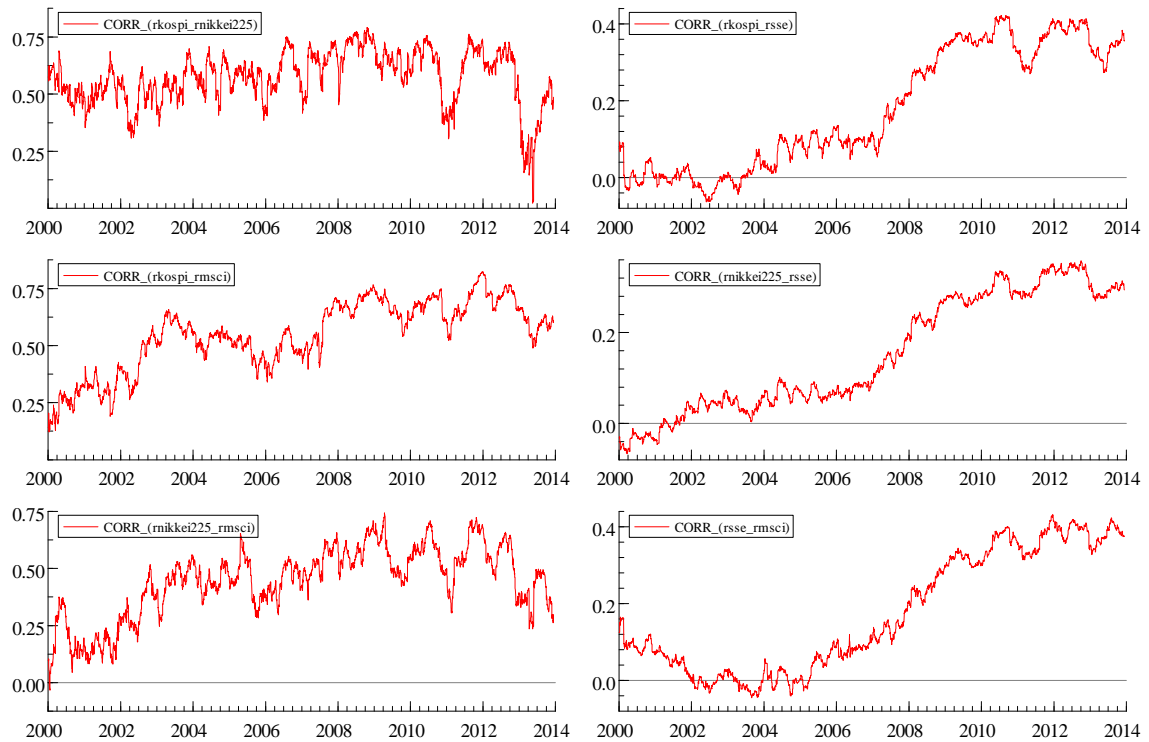 CORR_(rkospi_rnikkei225)
0.75
0.50
0.25
2000 2002 2004 2006 2008 2010 2012 2014
CORR_(rkospi_rsse)
0.4
0.2
0.0
2000 2002 2004 2006 2008 2010 2012 2014
CORR_(rkospi_rmsci)
0.75
0.50
0.25
2000 2002 2004 2006 2008 2010 2012 2014
CORR_(rnikkei225_rsse)
0.2
0.0
2000 2002 2004 2006 2008 2010 2012 2014
CORR_(rnikkei225_rmsci)
0.75
0.50
0.25
0.00
2000 2002 2004 2006 2008 2010 2012 2014
CORR_(rsse_rmsci)
0.4
0.2
0.0
2000 2002 2004 2006 2008 2010 2012 2014